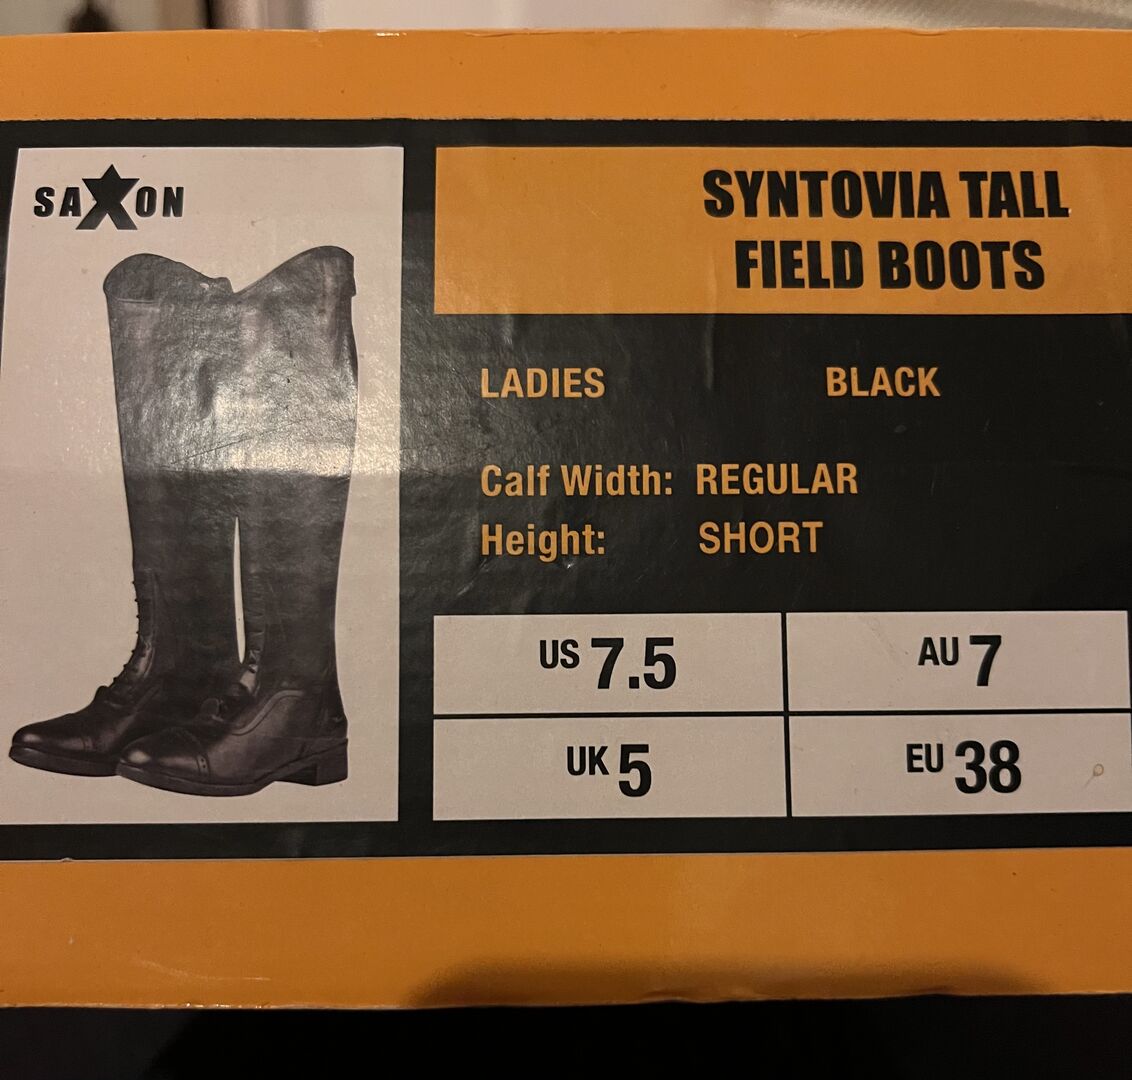 SAXON
SYNTOVIA TALL
FIELD BOOTS
LADIES BLACK
Calf Width: REGULAR
Height: SHORT
US 7.5 AU 7
UK 5 EU 38